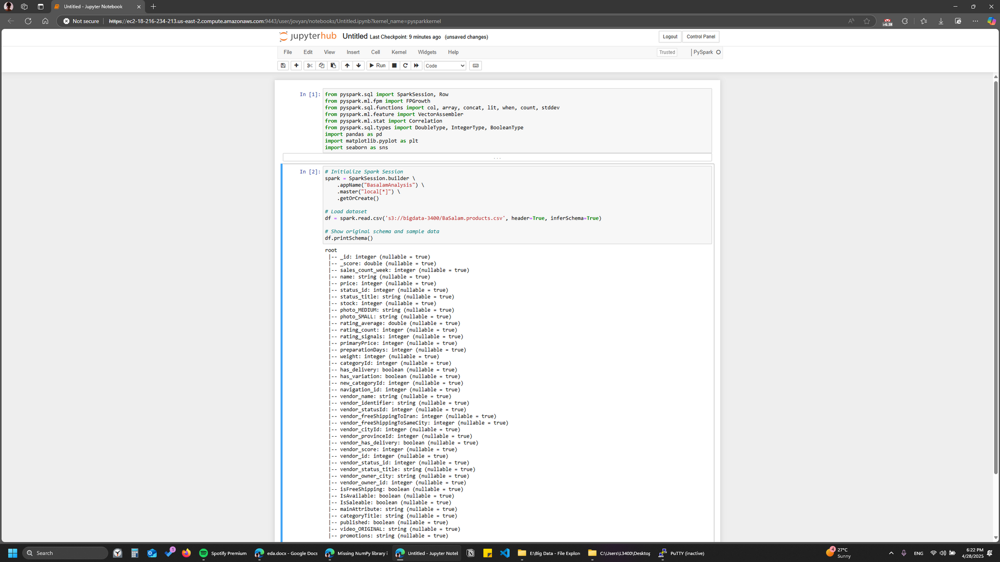 Untitled - Jupyter Notebook
Not secure https://ec2-18-216-234-213.us-east-2.compute.amazonaws.com:9443/user/jovyan/notebooks/Untitled.ipynb?kernel_name=pysparkkernel
>6.38
jupyterhub Untitled Last Checkpoint: 9 minutes ago (unsaved changes) Logout Control Panel
File Edit View Insert Cell Kernel Widgets Help Trusted PySpark
Run Code
In [1]: from pyspark.sql import SparkSession, Row
from pyspark.ml.fpm import FPGrowth
from pyspark.sql.functions import col, array, concat, lit, when, count, stddev
from pyspark.ml.feature import VectorAssembler
from pyspark.ml.stat import Correlation
from pyspark.sql.types import DoubleType, IntegerType, BooleanType
import pandas as pd
import matplotlib.pyplot as plt
import seaborn as sns
...
In [2]: # Initialize Spark Session
spark = SparkSession.builder \
.appName("BasalamAnalysis") \
.master("local[*]") \
.getOrCreate()
# Load dataset
df = spark.read.csv('s3://bigdata-3400/BaSalam.products.csv', header=True, inferSchema=True)
# Show original schema and sample data
df.printSchema()
root
|-- _id: integer (nullable = true)
|-- _score: double (nullable = true)
|-- sales_count_week: integer (nullable = true)
|-- name: string (nullable = true)
|-- price: integer (nullable = true)
|-- status_id: integer (nullable = true)
|-- status_title: string (nullable = true)
|-- stock: integer (nullable = true)
|-- photo_MEDIUM: string (nullable = true)
|-- photo_SMALL: string (nullable = true)
|-- rating_average: double (nullable = true)
|-- rating_count: integer (nullable = true)
|-- rating_signals: integer (nullable = true)
|-- primaryPrice: integer (nullable = true)
|-- preparationDays: integer (nullable = true)
|-- weight: integer (nullable = true)
|-- categoryId: integer (nullable = true)
|-- has_delivery: boolean (nullable = true)
|-- has_variation: boolean (nullable = true)
|-- new_categoryId: integer (nullable = true)
|-- navigation_id: integer (nullable = true)
|-- vendor_name: string (nullable = true)
|-- vendor_identifier: string (nullable = true)
|-- vendor_statusId: integer (nullable = true)
|-- vendor_freeShippingToIran: integer (nullable = true)
|-- vendor_freeShippingToSameCity: integer (nullable = true)
|-- vendor_cityId: integer (nullable = true)
|-- vendor_provinceId: integer (nullable = true)
|-- vendor_has_delivery: boolean (nullable = true)
|-- vendor_score: integer (nullable = true)
|-- vendor_id: integer (nullable = true)
|-- vendor_status_id: integer (nullable = true)
|-- vendor_status_title: string (nullable = true)
|-- vendor_owner_city: string (nullable = true)
|-- vendor_owner_id: integer (nullable = true)
|-- isFreeShipping: boolean (nullable = true)
|-- IsAvailable: boolean (nullable = true)
|-- IsSaleable: boolean (nullable = true)
|-- mainAttribute: string (nullable = true)
|-- categoryTitle: string (nullable = true)
|-- published: boolean (nullable = true)
|-- video_ORIGINAL: string (nullable = true)
|-- promotions: string (nullable = true)
Search 1 Spotify Premium eda.docx - Google Docs Missing NumPy library i Untitled - Jupyter Notel E:\Big Data - File Explore C:\Users\L3400\Desktop PuTTY (inactive) 4 27°C ENG 6:22 PM
Sunny 4/28/2025